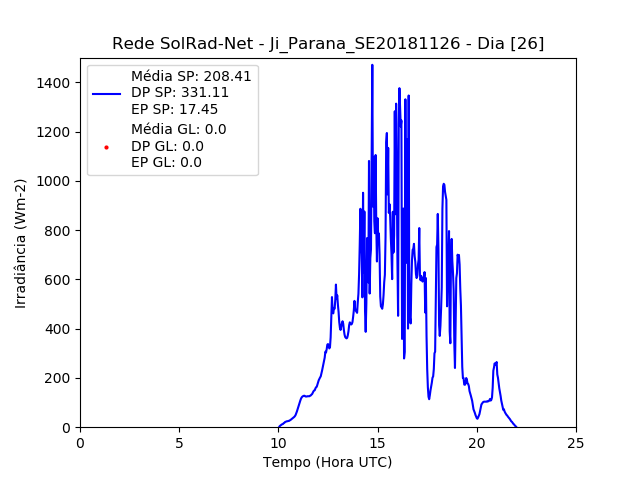 Rede SolRad-Net - Ji_Parana_SE20181126 - Dia [26]
Média SP: 208.41
DP SP: 331.11
EP SP: 17.45
Média GL: 0.0
DP GL: 0.0
EP GL: 0.0
Irradiância (Wm-2)
1400
1200
1000
800
600
400
200
0
0 5 10 15 20 25
Tempo (Hora UTC)